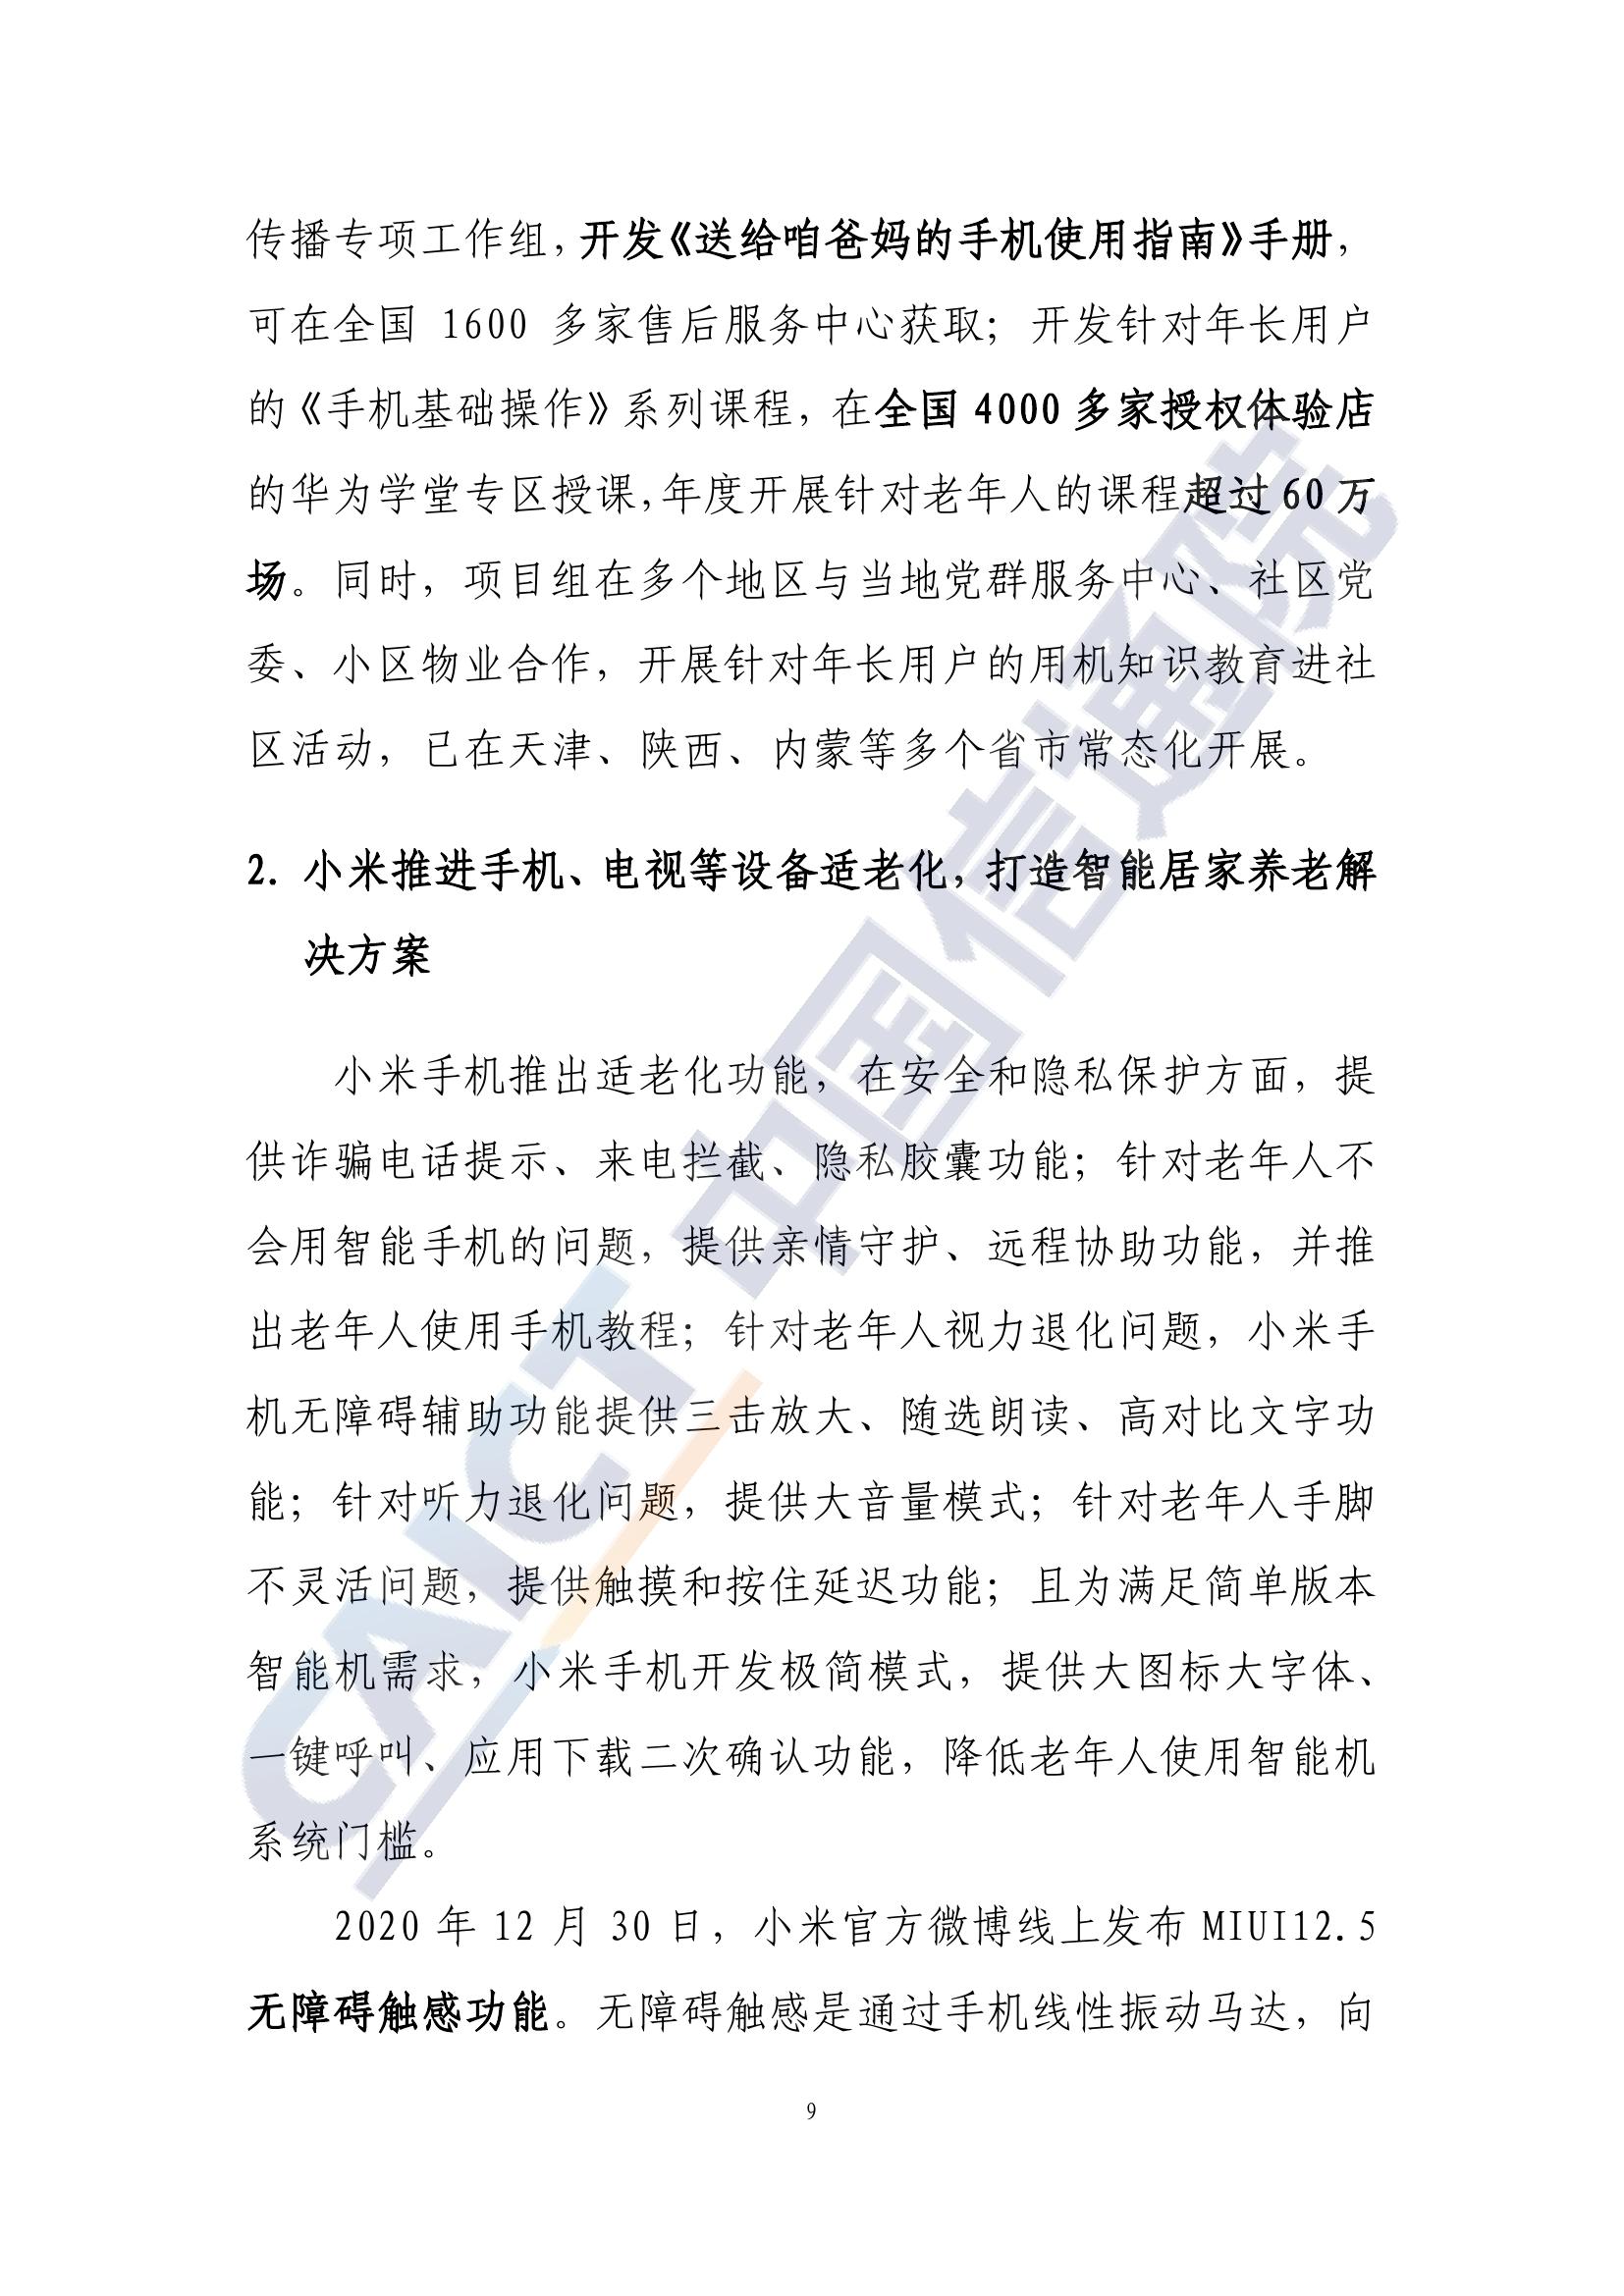 传播专项工作组，开发《送给咱爸妈的手机使用指南》手册，
可在全国 1600 多家售后服务中心获取；开发针对年长用户
的《手机基础操作》系列课程，在全国 4000 多家授权体验店
的华为学堂专区授课，年度开展针对老年人的课程超过 60 万
场。同时，项目组在多个地区与当地党群服务中心、社区党
委、小区物业合作，开展针对年长用户的用机知识教育进社
区活动，已在天津、陕西、内蒙等多个省市常态化开展。
2. 小米推进手机、电视等设备适老化，打造智能居家养老解
决方案
小米手机推出适老化功能，在安全和隐私保护方面，提
供诈骗电话提示、来电拦截、隐私胶囊功能；针对老年人不
会用智能手机的问题，提供亲情守护、远程协助功能，并推
出老年人使用手机教程；针对老年人视力退化问题，小米手
机无障碍辅助功能提供三击放大、随选朗读、高对比文字功
能；针对听力退化问题，提供大音量模式；针对老年人手脚
不灵活问题，提供触摸和按住延迟功能；且为满足简单版本
智能机需求，小米手机开发极简模式，提供大图标大字体、
一键呼叫、应用下载二次确认功能，降低老年人使用智能机
系统门槛。
2020 年 12 月 30 日，小米官方微博线上发布 MIUI12.5
无障碍触感功能。无障碍触感是通过手机线性振动马达，向
9
CAICT 中国信通院